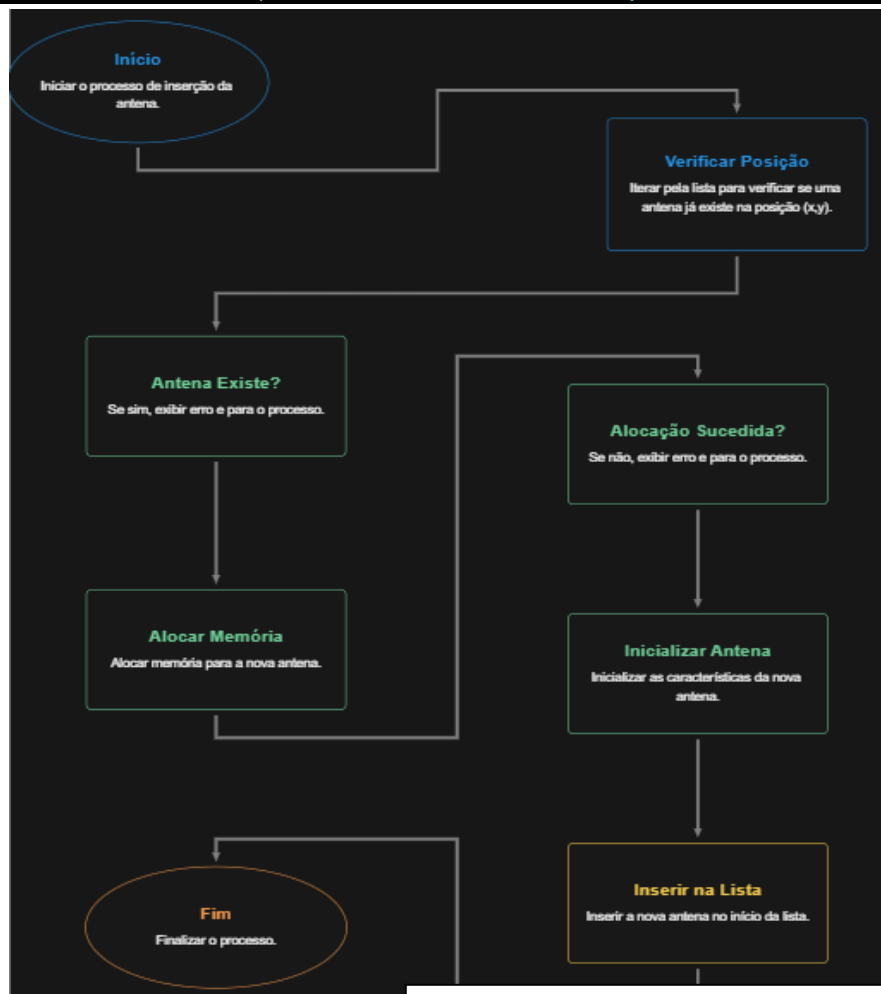 Início
Iniciar o processo de inserção da
antena.
Verificar Posição
Iterar pela lista para verificar se uma
antena já existe na posição (x,y).
Antena Existe?
Se sim, exibir erro e para o processo.
Alocação Sucedida?
Se não, exibir erro e para o processo.
Alocar Memória
Alocar memória para a nova antena.
Inicializar Antena
Inicializar as características da nova
antena.
Inserir na Lista
Inserir a nova antena no início da lista.
Fim
Finalizar o processo.